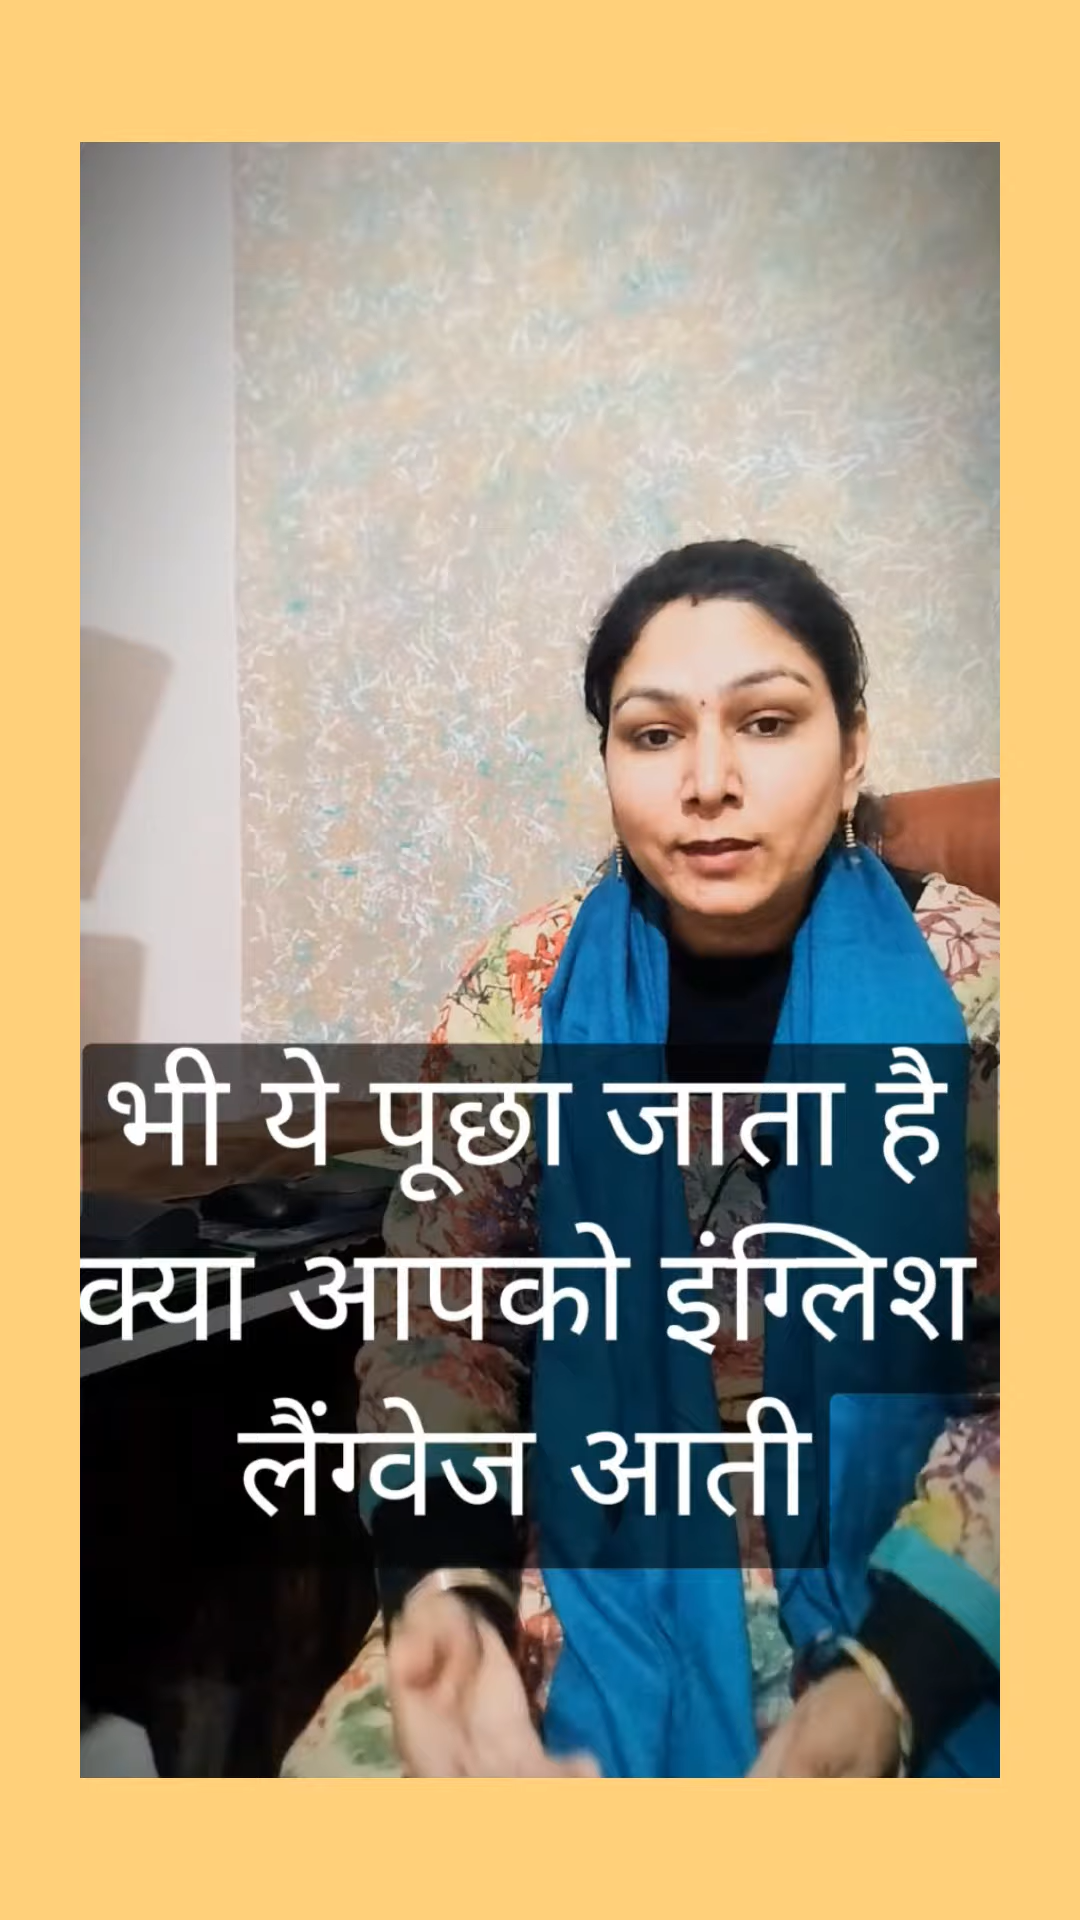 भी ये पूछा जाता है
क्या आपको इंग्लिश
लैंग्वेज आती